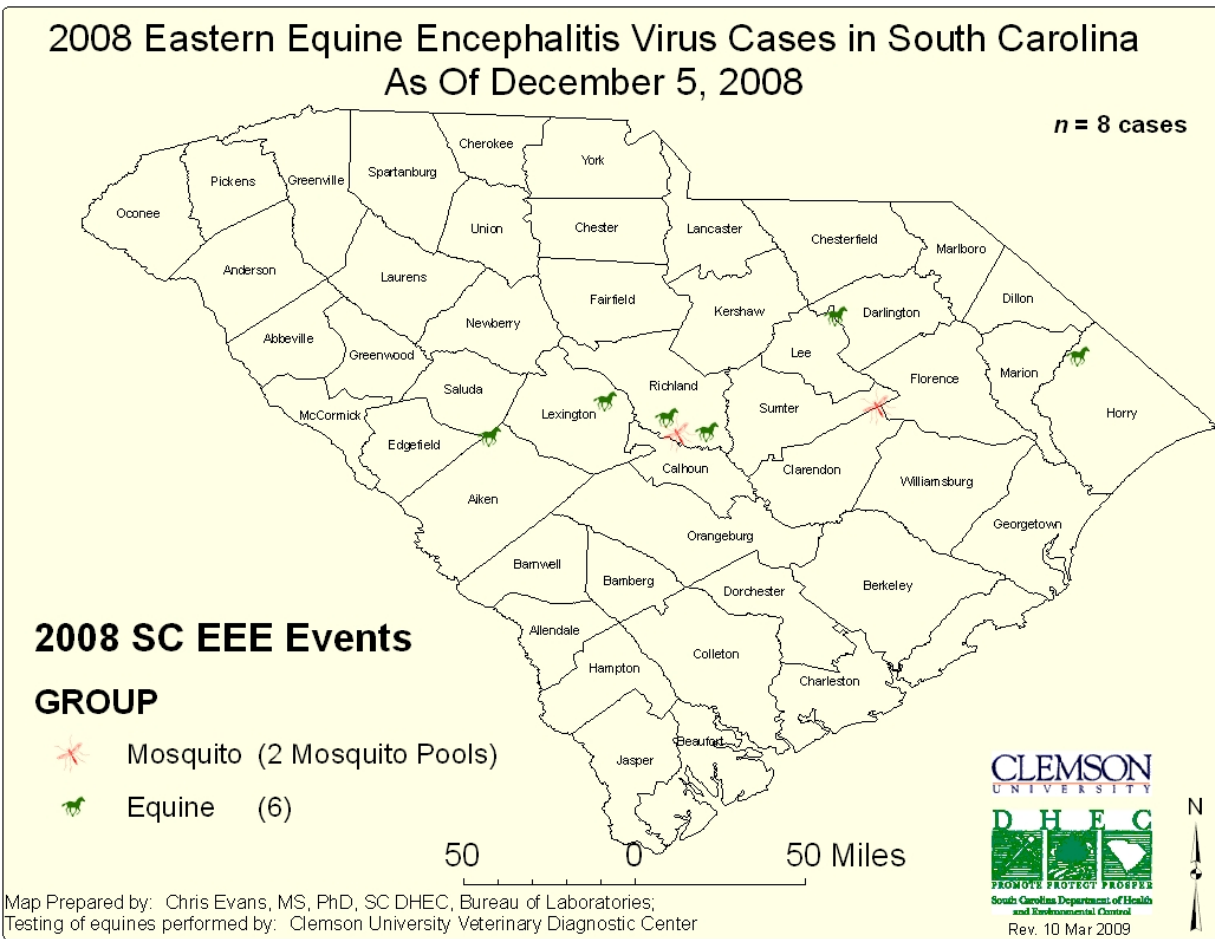 2008 Eastern Equine Encephalitis Virus Cases in South Carolina
As Of December 5, 2008
n = 8 cases
Cherokee
York
Spartanburg
Pickens
Greenville
Oconee
Union
Chester
Lancaster
Chesterfield
Marlboro
Anderson
Laurens
Fairfield
Kershaw
Darlington
Dillon
Newberry
Abbeville
Greenwood
Lee
Marion
Florence
Saluda
Richland
Sumter
Horry
McCormick
Lexington
Edgefield
Calhoun
Clarendon
Williamsburg
Aiken
Georgetown
Orangeburg
Barnwell
Bamberg
Dorchester
Berkeley
Allendale
Colleton
Hampton
Charleston
Beaufort
Jasper
2008 SC EEE Events
GROUP
Mosquito (2 Mosquito Pools)
Equine (6)
50 0 50 Miles
Map Prepared by: Chris Evans, MS, PhD, SC DHEC, Bureau of Laboratories;
Testing of equines performed by: Clemson University Veterinary Diagnostic Center
CLEMSON
UNIVERSITY
D H E C
PROMOTE PROTECT PROSPER
South Carolina Department of Health
and Environmental Control
Rev. 10 Mar 2009
N